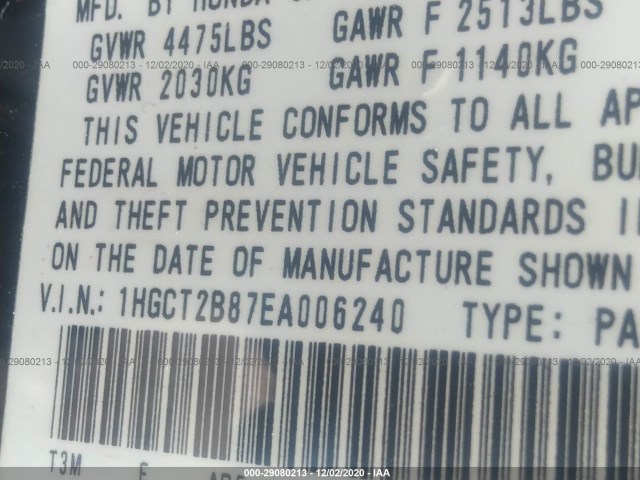 MFD. BY HONDA
GVWR 4475LBS GAWR F 2513LBS
GVWR 2030KG GAWR F 1140KG
THIS VEHICLE CONFORMS TO ALL AP
FEDERAL MOTOR VEHICLE SAFETY, BU
AND THEFT PREVENTION STANDARDS I
ON THE DATE OF MANUFACTURE SHOWN
V.I.N.: 1HGCT2B87EA006240 TYPE: PA
T3M
000-29080213 - 12/02/2020 - IAA